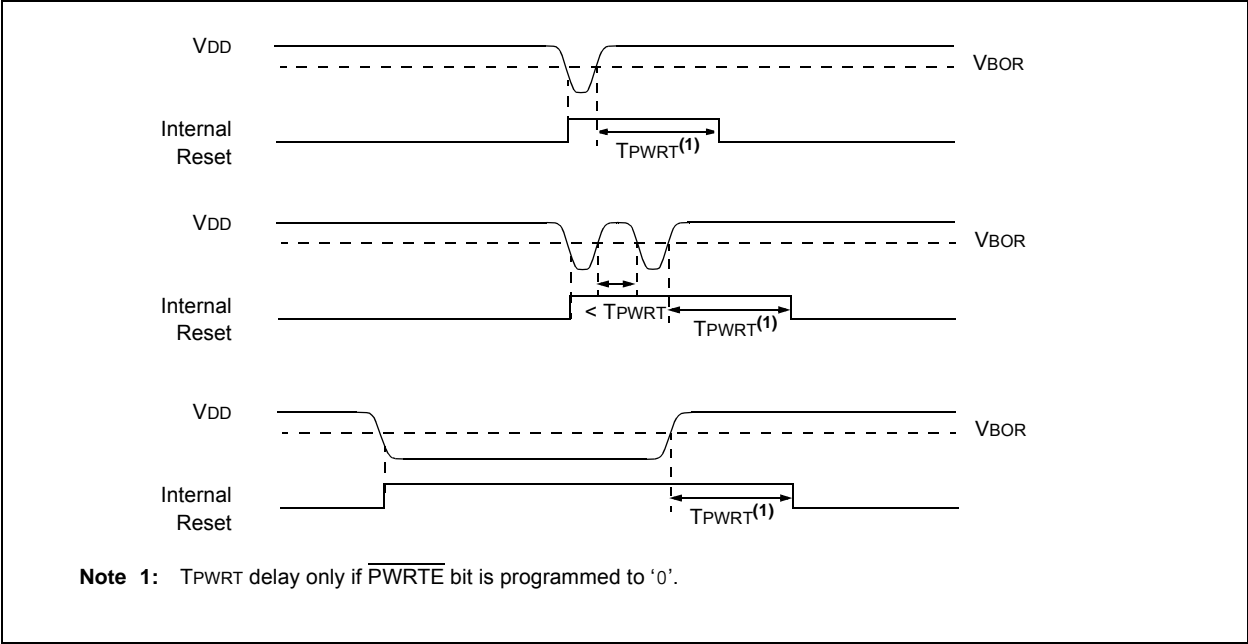 VDD
VBOR
Internal
Reset
TPWRT(1)
VDD
VBOR
Internal
Reset
< TPWRT
TPWRT(1)
VDD
VBOR
Internal
Reset
TPWRT(1)
Note 1: TPWRT delay only if PWRTE bit is programmed to ‘0’.